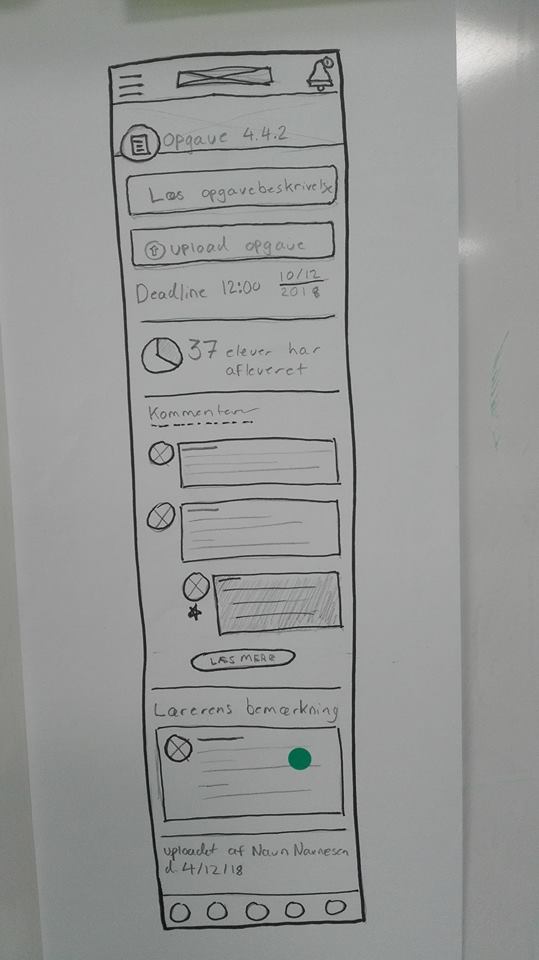 Opgave 4.4.2
Læs opgavebeskrivelse
upload opgave
Deadline 12:00 10/12
2018
37 elever har
afleveret
Kommentar
LÆS MERE
Lærerens bemærkning
uploadet af Navn Navnesen
d. 4/12/18